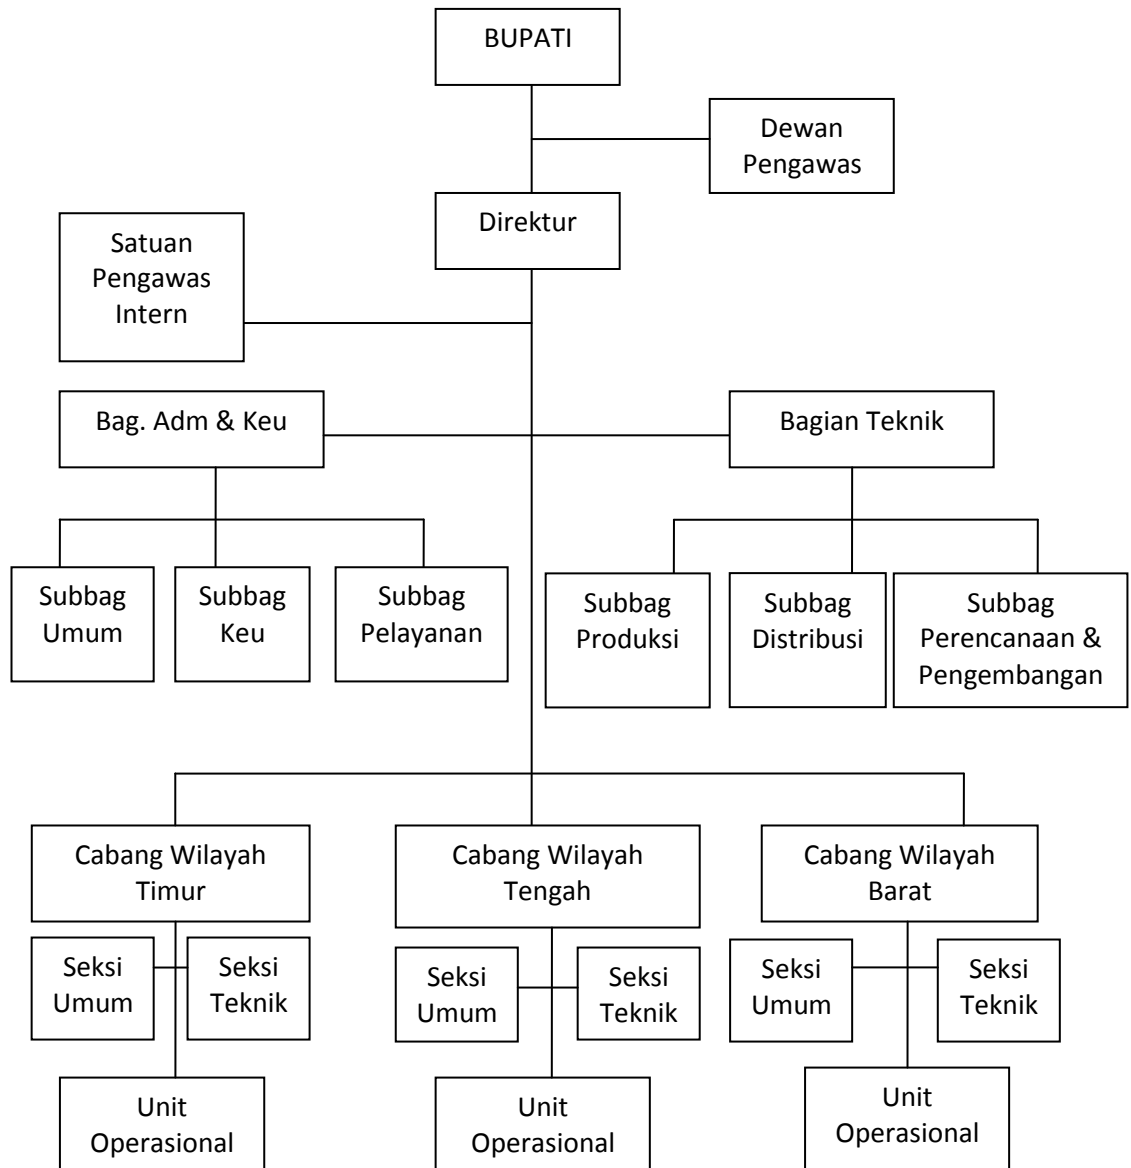 BUPATI
Dewan
Pengawas
Direktur
Satuan
Pengawas
Intern
Bag. Adm & Keu
Bagian Teknik
Subbag
Umum
Subbag
Keu
Subbag
Pelayanan
Subbag
Produksi
Subbag
Distribusi
Subbag
Perencanaan &
Pengembangan
Cabang Wilayah
Timur
Cabang Wilayah
Tengah
Cabang Wilayah
Barat
Seksi
Umum
Seksi
Teknik
Seksi
Umum
Seksi
Teknik
Seksi
Umum
Seksi
Teknik
Unit
Operasional
Unit
Operasional
Unit
Operasional